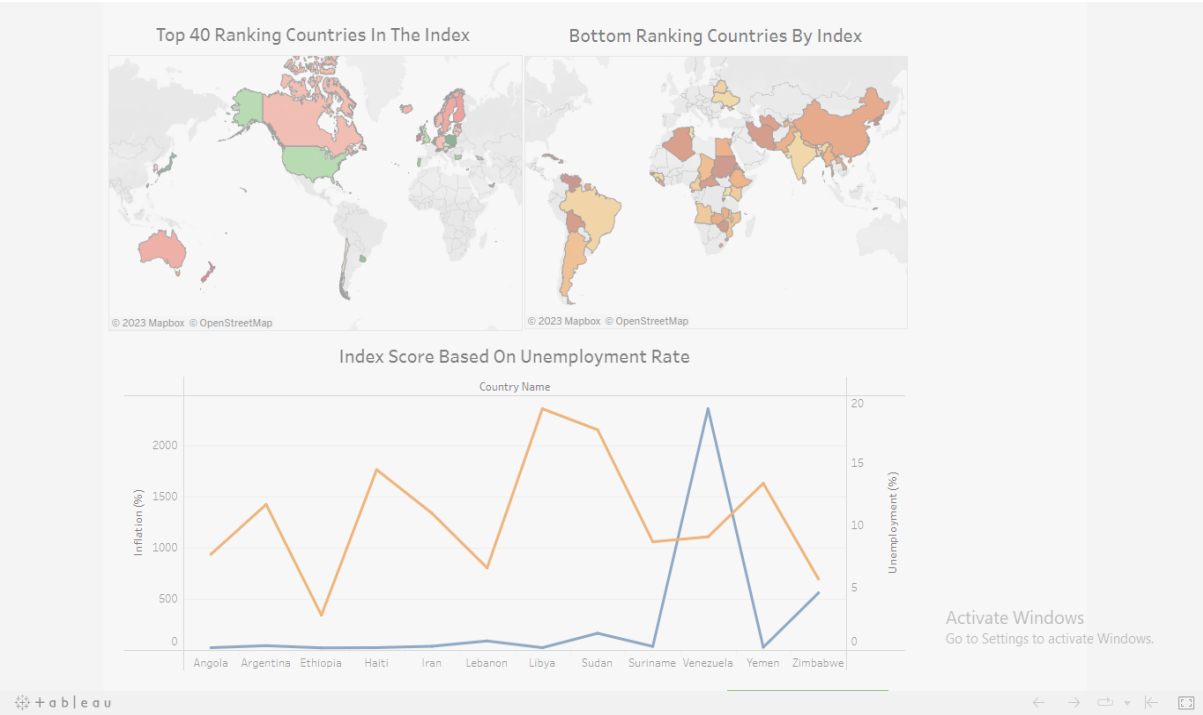 Top 40 Ranking Countries In The Index
Bottom Ranking Countries By Index
© 2023 Mapbox © OpenStreetMap
© 2023 Mapbox © OpenStreetMap
Index Score Based On Unemployment Rate
Country Name
Inflation (%)
2000
1500
1000
500
0
20
15
10
5
0
Unemployment (%)
Angola Argentina Ethiopia Haiti Iran Lebanon Libya Sudan Suriname Venezuela Yemen Zimbabwe
Activate Windows
Go to Settings to activate Windows.
+ableau